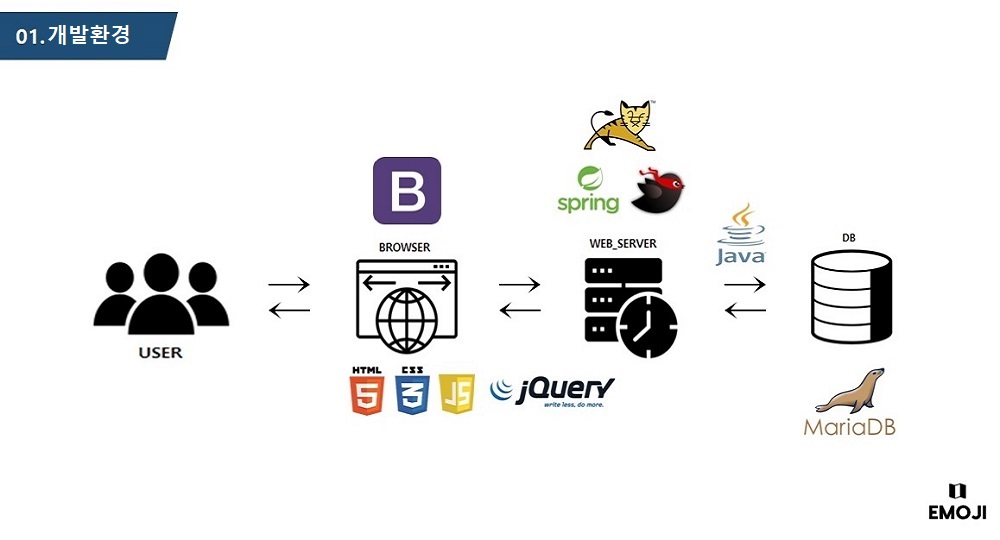 01.개발환경
TM
B
spring
BROWSER
WEB_SERVER
Java
DB
USER
HTML
5
CSS
3
JS
jQuery
write less, do more.
MariaDB
EMOJI